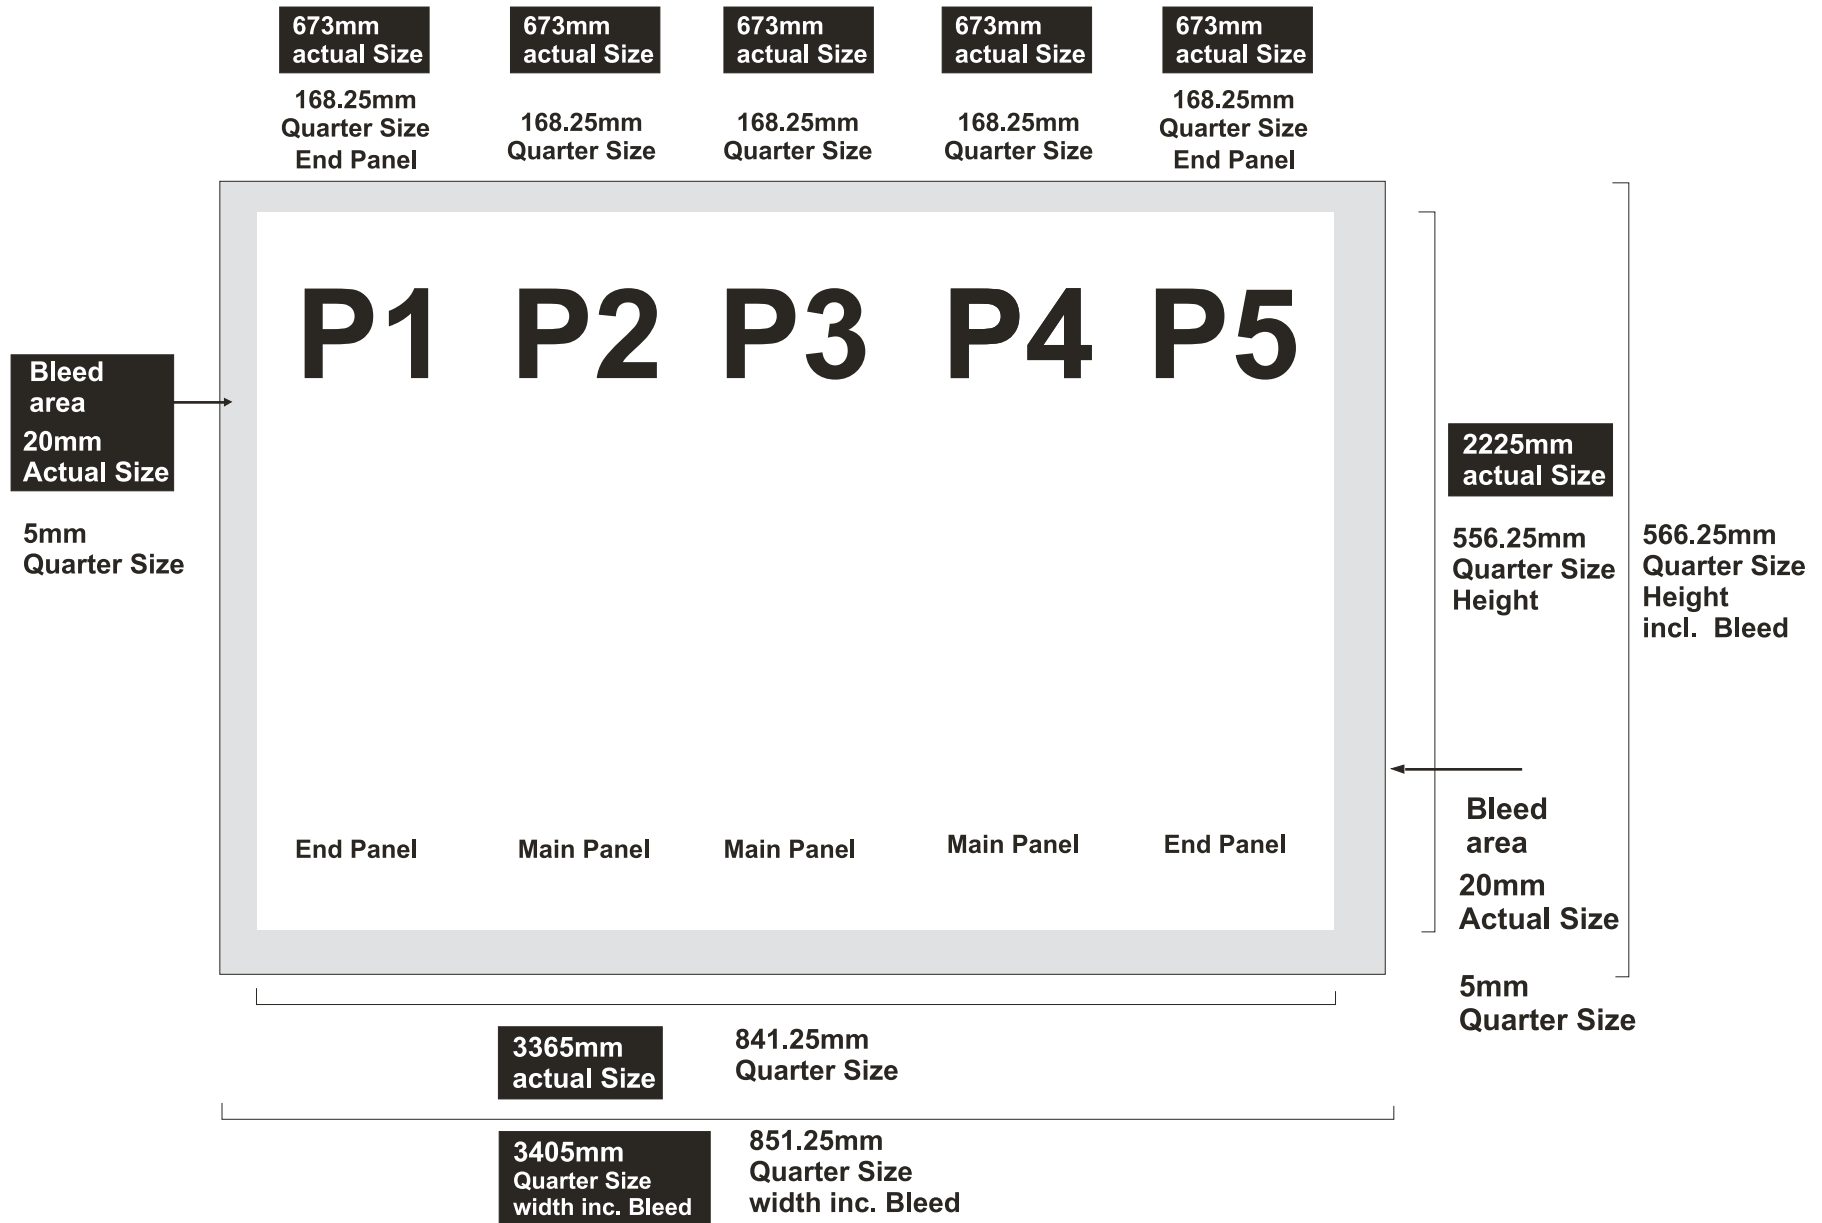 673mm
actual Size
673mm
actual Size
673mm
actual Size
673mm
actual Size
673mm
actual Size
168.25mm
Quarter Size
End Panel
168.25mm
Quarter Size
168.25mm
Quarter Size
168.25mm
Quarter Size
168.25mm
Quarter Size
End Panel
P1
P2
P3
P4
P5
Bleed
area
20mm
Actual Size
5mm
Quarter Size
2225mm
actual Size
556.25mm
Quarter Size
Height
566.25mm
Quarter Size
Height
incl. Bleed
End Panel
Main Panel
Main Panel
Main Panel
End Panel
Bleed
area
20mm
Actual Size
5mm
Quarter Size
3365mm
actual Size
841.25mm
Quarter Size
3405mm
Quarter Size
width inc. Bleed
851.25mm
Quarter Size
width inc. Bleed